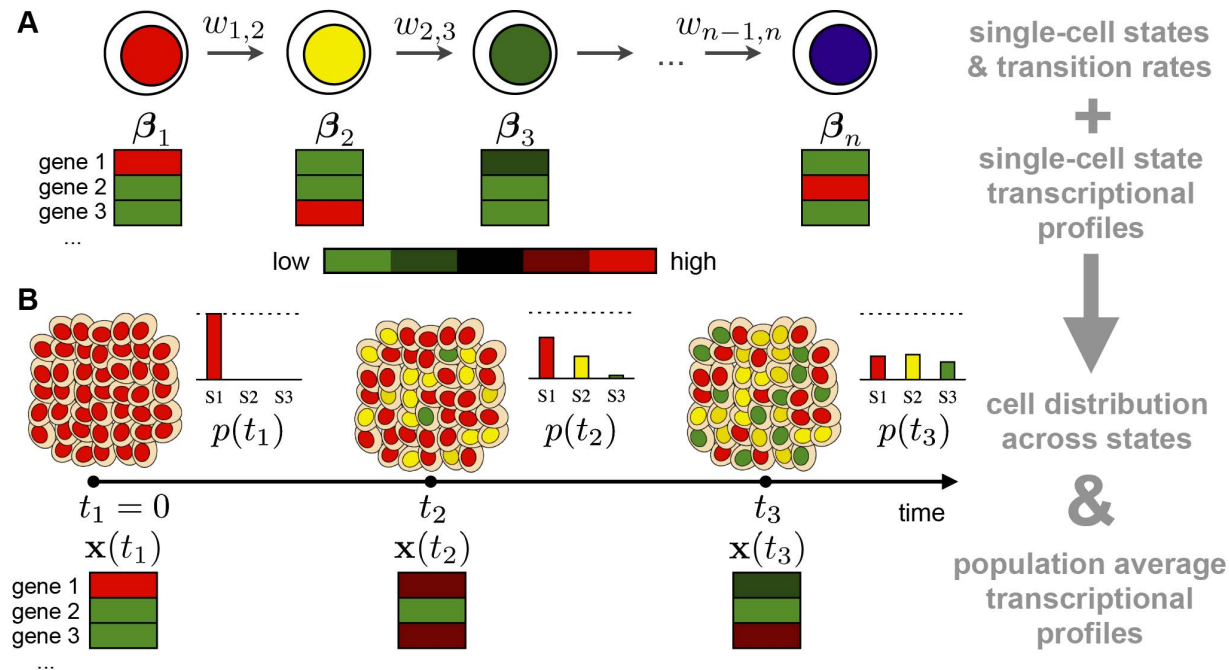 A
w1,2
w2,3
...
wn−1,n
β1
β2
β3
βn
gene 1
gene 2
gene 3
...
low
high
single-cell states
& transition rates
+
single-cell state
transcriptional
profiles
B
S1 S2 S3
p(t1)
S1 S2 S3
p(t2)
S1 S2 S3
p(t3)
t1 = 0
t2
t3
time
x(t1)
x(t2)
x(t3)
gene 1
gene 2
gene 3
...
cell distribution
across states
&
population average
transcriptional
profiles